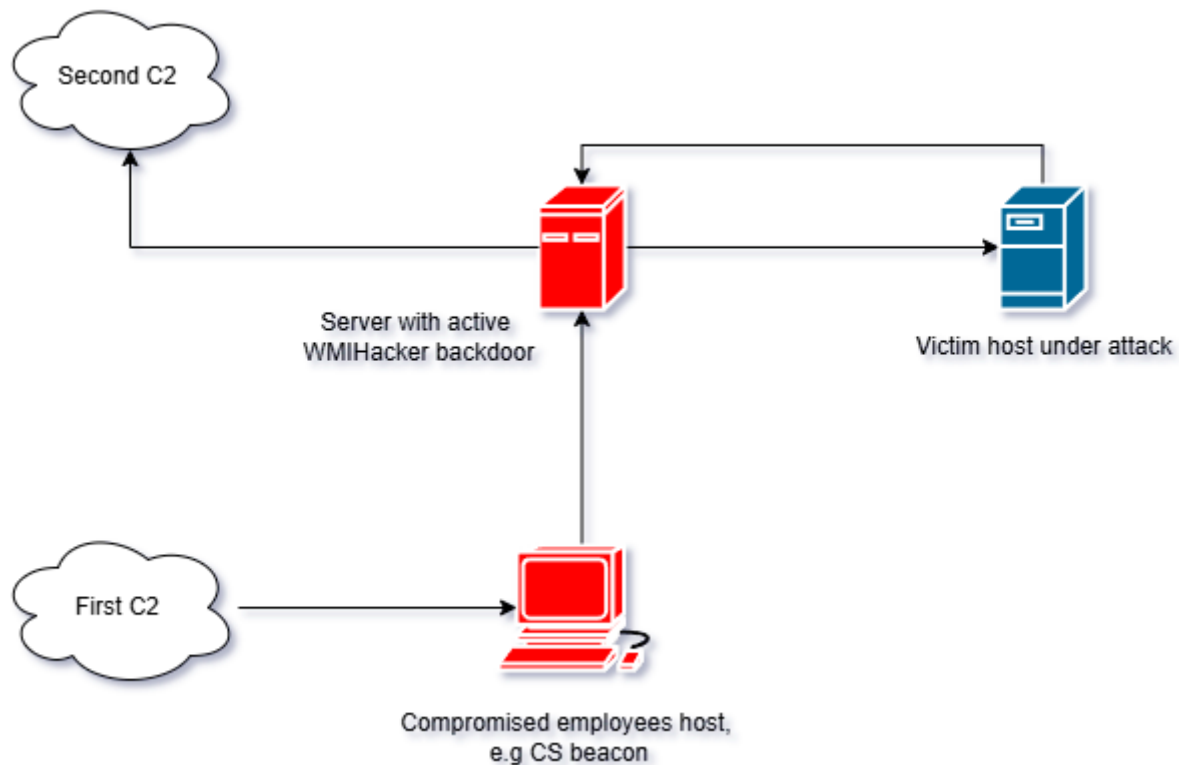 Second C2
Server with active
WMIHacker backdoor
Victim host under attack
First C2
Compromised employees host,
e.g CS beacon